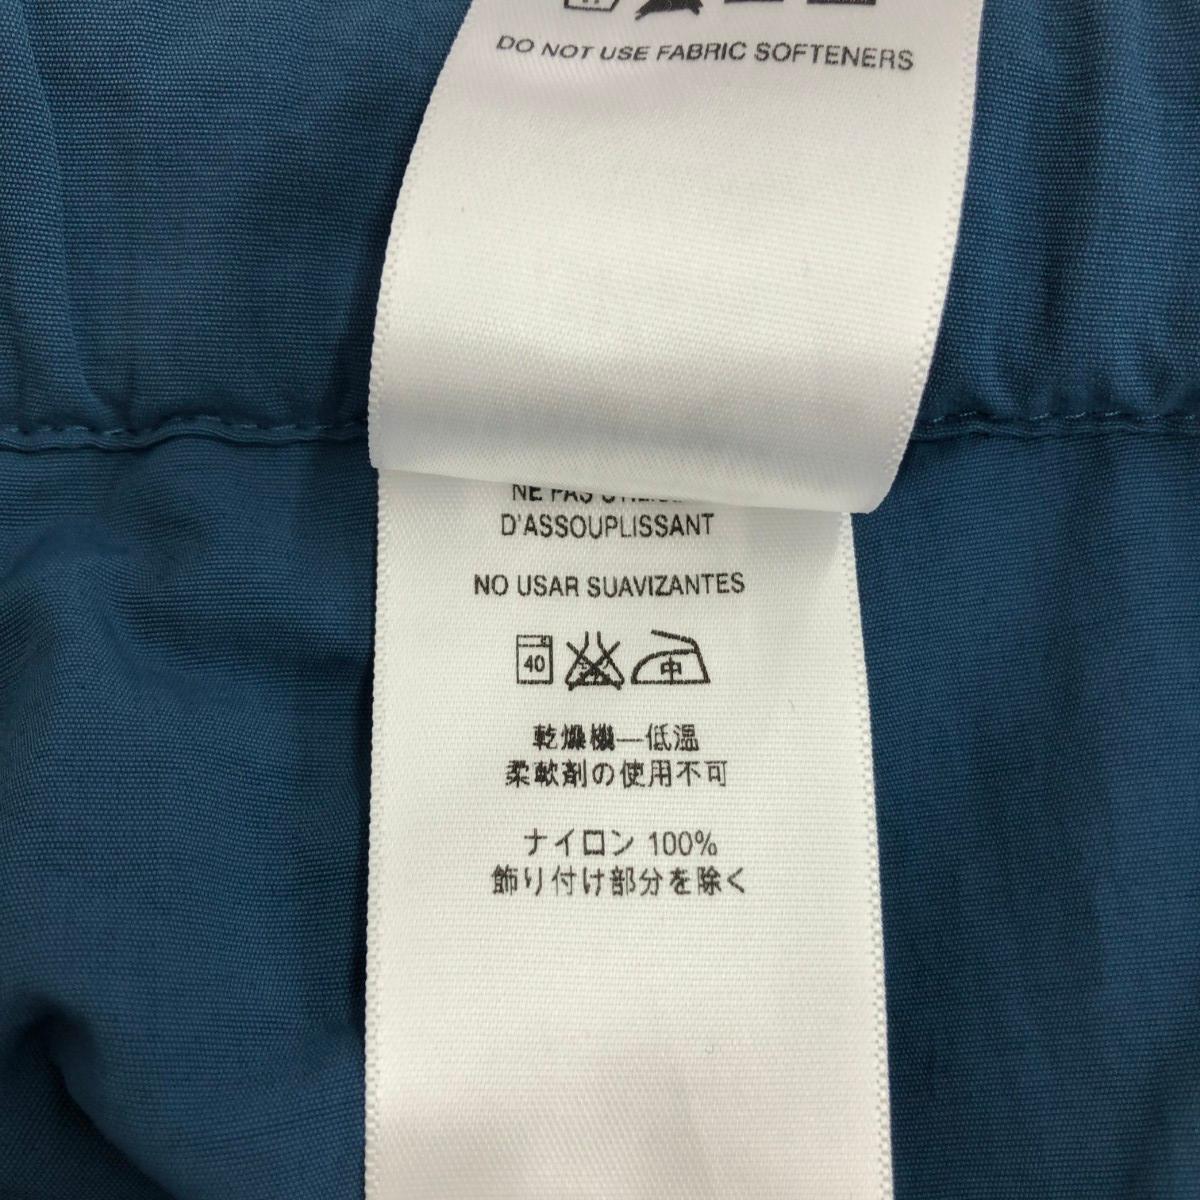 DO NOT USE FABRIC SOFTENERS
NE PAS
D'ASSOUPLISSANT
NO USAR SUAVIZANTES
40 中
乾燥機—低温
柔軟剤の使用不可
ナイロン 100%
飾り付け部分を除く